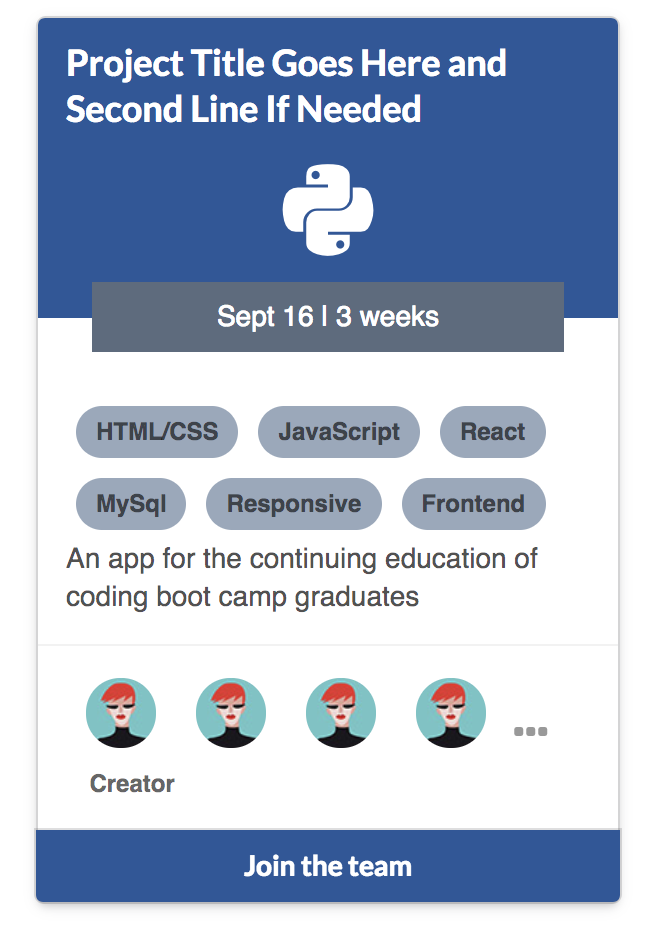 Project Title Goes Here and
Second Line If Needed
Sept 16 | 3 weeks
HTML/CSS JavaScript React
MySql Responsive Frontend
An app for the continuing education of
coding boot camp graduates
Creator
Join the team